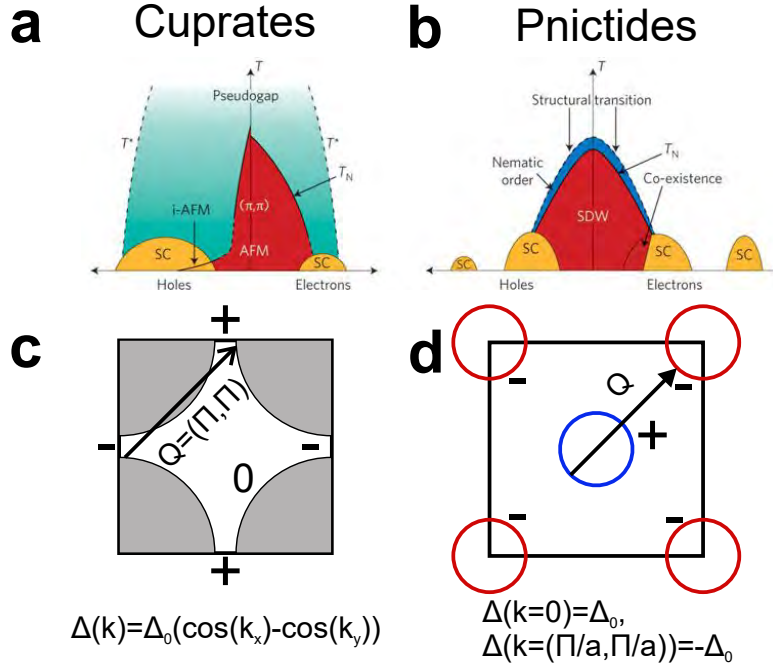 a
Cuprates
T
Pseudogap
T*
T*
T_N
i-AFM
(π,π)
AFM
SC
SC
Holes
Electrons
b
Pnictides
T
Structural transition
T_N
Nematic
order
Co-existence
SDW
SC
SC
SC
SC
Holes
Electrons
c
+
-
Q=(Π,Π)
-
0
+
Δ(k)=Δ₀(cos(kₓ)-cos(k_y))
d
-
-
Q
+
-
-
Δ(k=0)=Δ₀,
Δ(k=(Π/a,Π/a))=-Δ₀